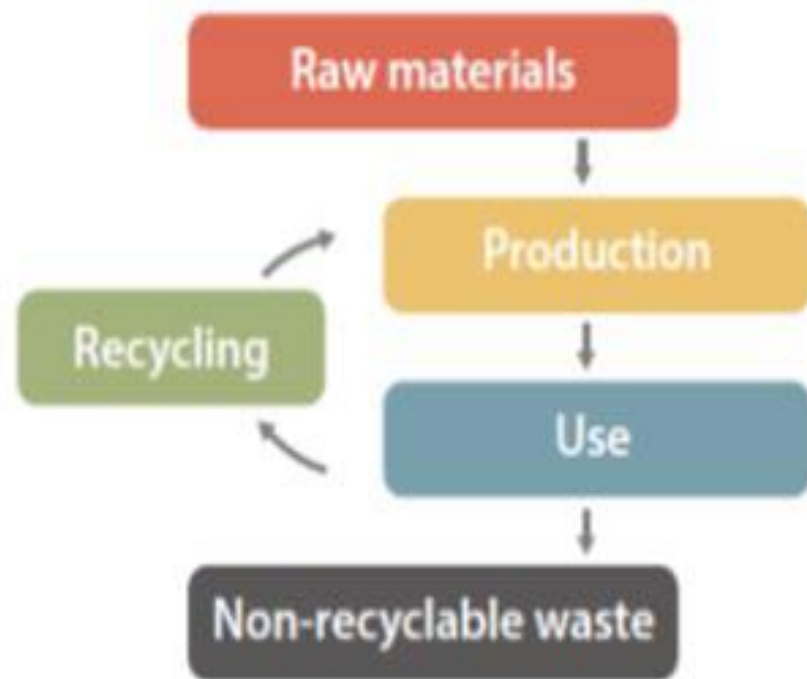 Raw materials
Production
Recycling
Use
Non-recyclable waste